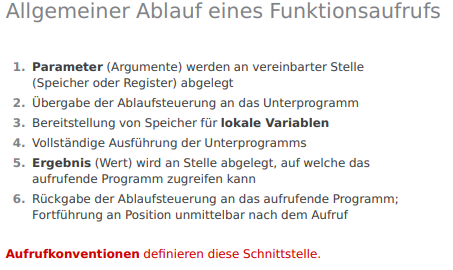 Allgemeiner Ablauf eines Funktionsaufrufs
1. Parameter (Argumente) werden an vereinbarter Stelle
(Speicher oder Register) abgelegt
2. Übergabe der Ablaufsteuerung an das Unterprogramm
3. Bereitstellung von Speicher für lokale Variablen
4. Vollständige Ausführung der Unterprogramms
5. Ergebnis (Wert) wird an Stelle abgelegt, auf welche das
aufrufende Programm zugreifen kann
6. Rückgabe der Ablaufsteuerung an das aufrufende Programm;
Fortführung an Position unmittelbar nach dem Aufruf
Aufrufkonventionen definieren diese Schnittstelle.